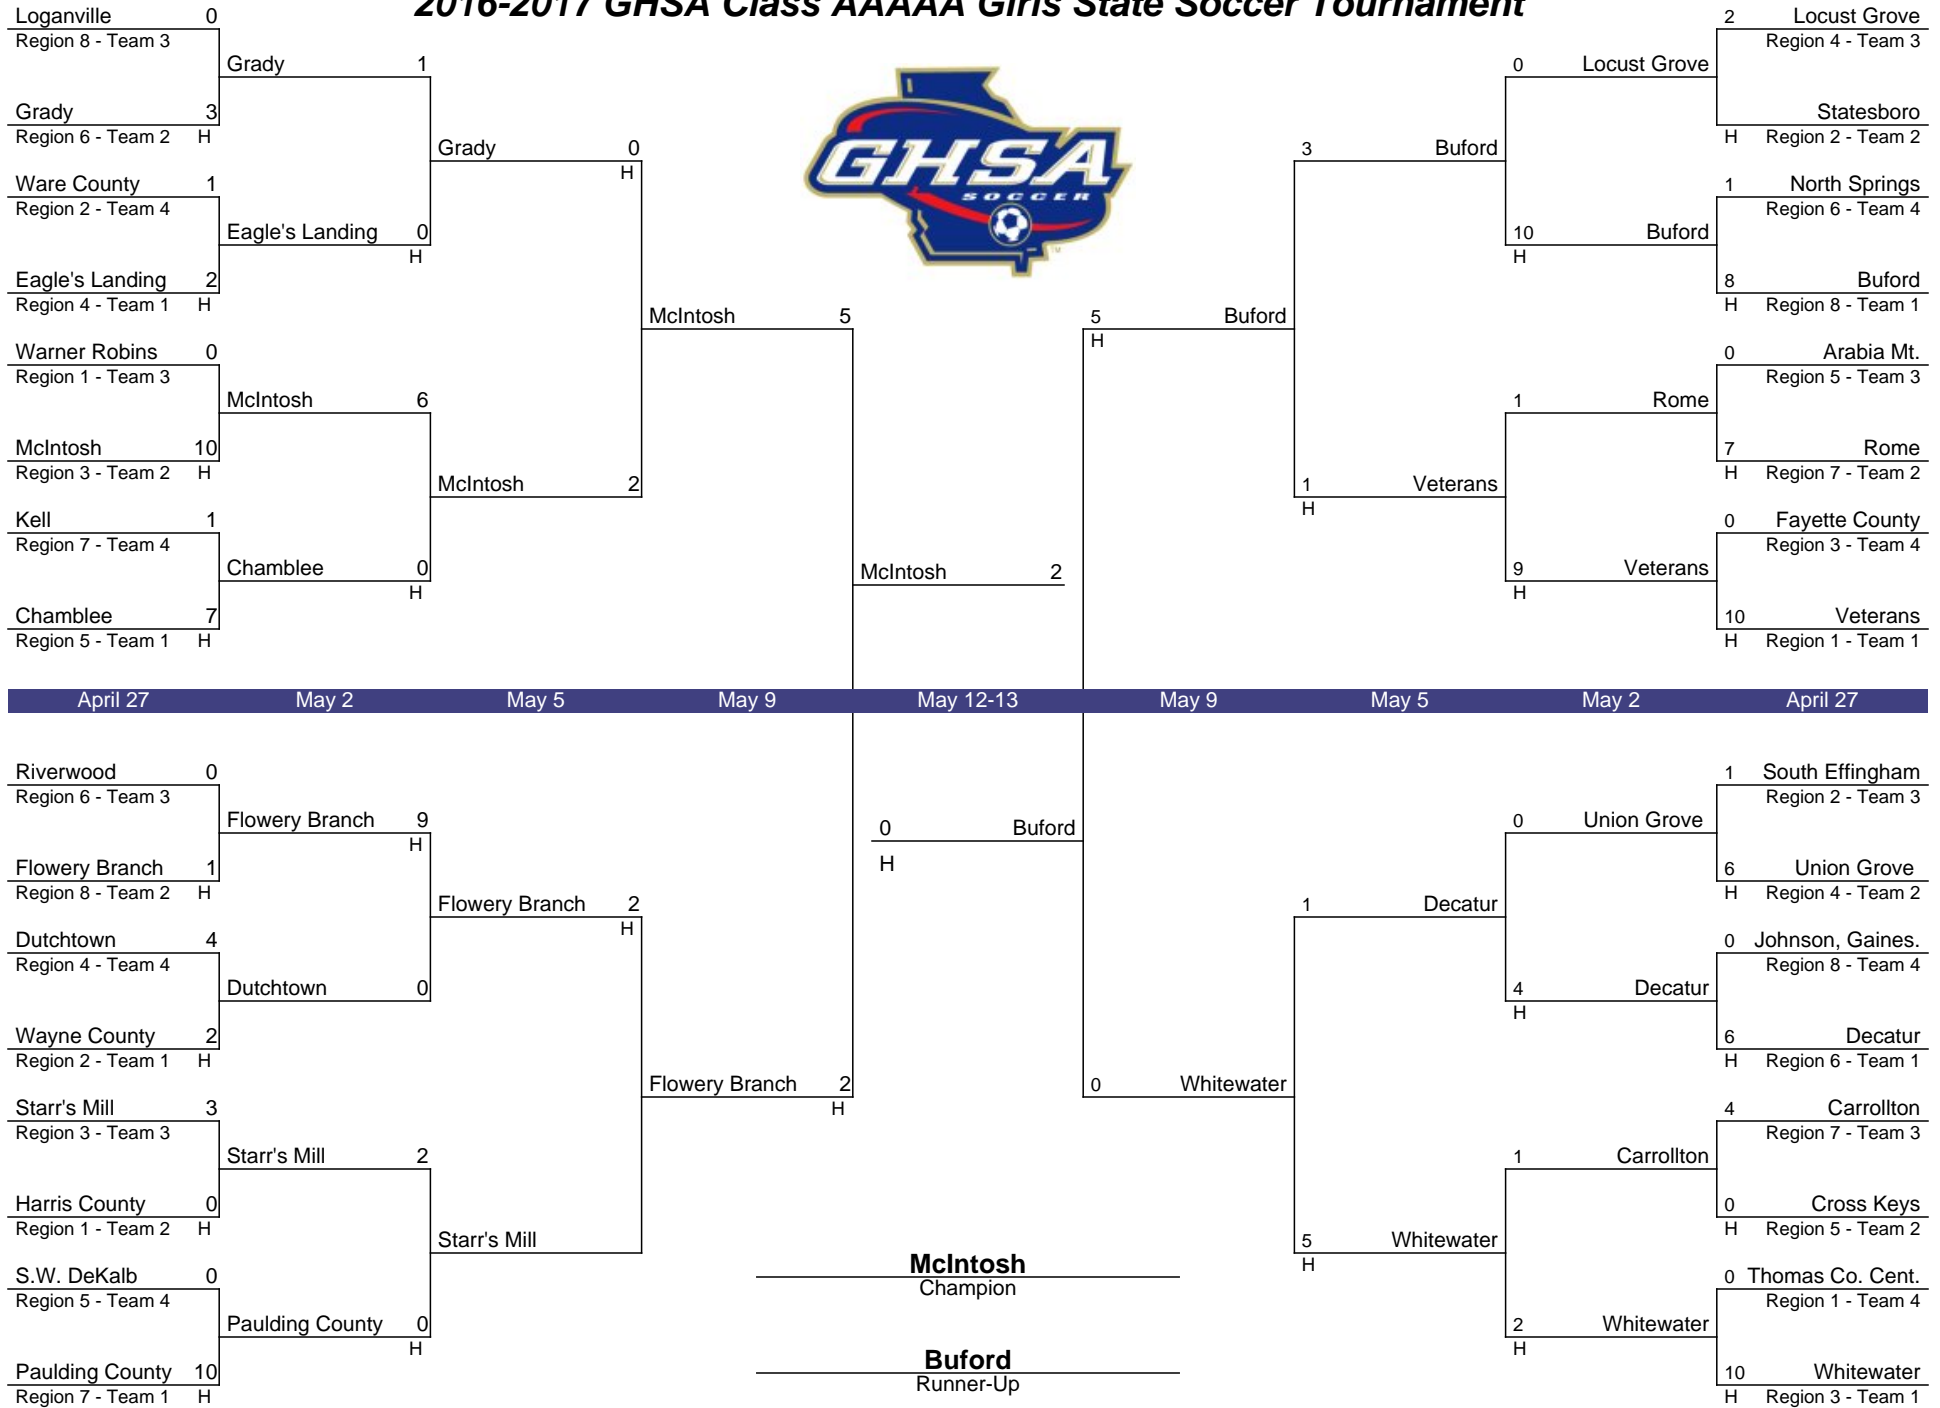 2016-2017 GHSA Class AAAAA Girls State Soccer Tournament
GHSA
SOCCER
TM
Loganville 0
Region 8 - Team 3
Grady 1
Grady 3
Region 6 - Team 2 H
Grady 0
H
Ware County 1
Region 2 - Team 4
Eagle's Landing 0
H
Eagle's Landing 2
Region 4 - Team 1 H
McIntosh 5
Warner Robins 0
Region 1 - Team 3
McIntosh 6
McIntosh 10
Region 3 - Team 2 H
McIntosh 2
Kell 1
Region 7 - Team 4
Chamblee 0
H
Chamblee 7
Region 5 - Team 1 H
McIntosh 2
2 Locust Grove
Region 4 - Team 3
0 Locust Grove
Statesboro
H Region 2 - Team 2
3 Buford
1 North Springs
Region 6 - Team 4
10 Buford
H
8 Buford
H Region 8 - Team 1
5 Buford
H
0 Arabia Mt.
Region 5 - Team 3
1 Rome
7 Rome
H Region 7 - Team 2
1 Veterans
H
0 Fayette County
Region 3 - Team 4
9 Veterans
H
10 Veterans
H Region 1 - Team 1
April 27 May 2 May 5 May 9 May 12-13 May 9 May 5 May 2 April 27
Riverwood 0
Region 6 - Team 3
Flowery Branch 9
H
Flowery Branch 1
Region 8 - Team 2 H
Flowery Branch 2
H
Dutchtown 4
Region 4 - Team 4
Dutchtown 0
Wayne County 2
Region 2 - Team 1 H
Flowery Branch 2
H
Starr's Mill 3
Region 3 - Team 3
Starr's Mill 2
Harris County 0
Region 1 - Team 2 H
Starr's Mill
S.W. DeKalb 0
Region 5 - Team 4
Paulding County 0
H
Paulding County 10
Region 7 - Team 1 H
0 Buford
H
1 South Effingham
Region 2 - Team 3
0 Union Grove
6 Union Grove
H Region 4 - Team 2
1 Decatur
0 Johnson, Gaines.
Region 8 - Team 4
4 Decatur
H
6 Decatur
H Region 6 - Team 1
0 Whitewater
4 Carrollton
Region 7 - Team 3
1 Carrollton
0 Cross Keys
H Region 5 - Team 2
5 Whitewater
H
0 Thomas Co. Cent.
Region 1 - Team 4
2 Whitewater
H
10 Whitewater
H Region 3 - Team 1
McIntosh
Champion
Buford
Runner-Up